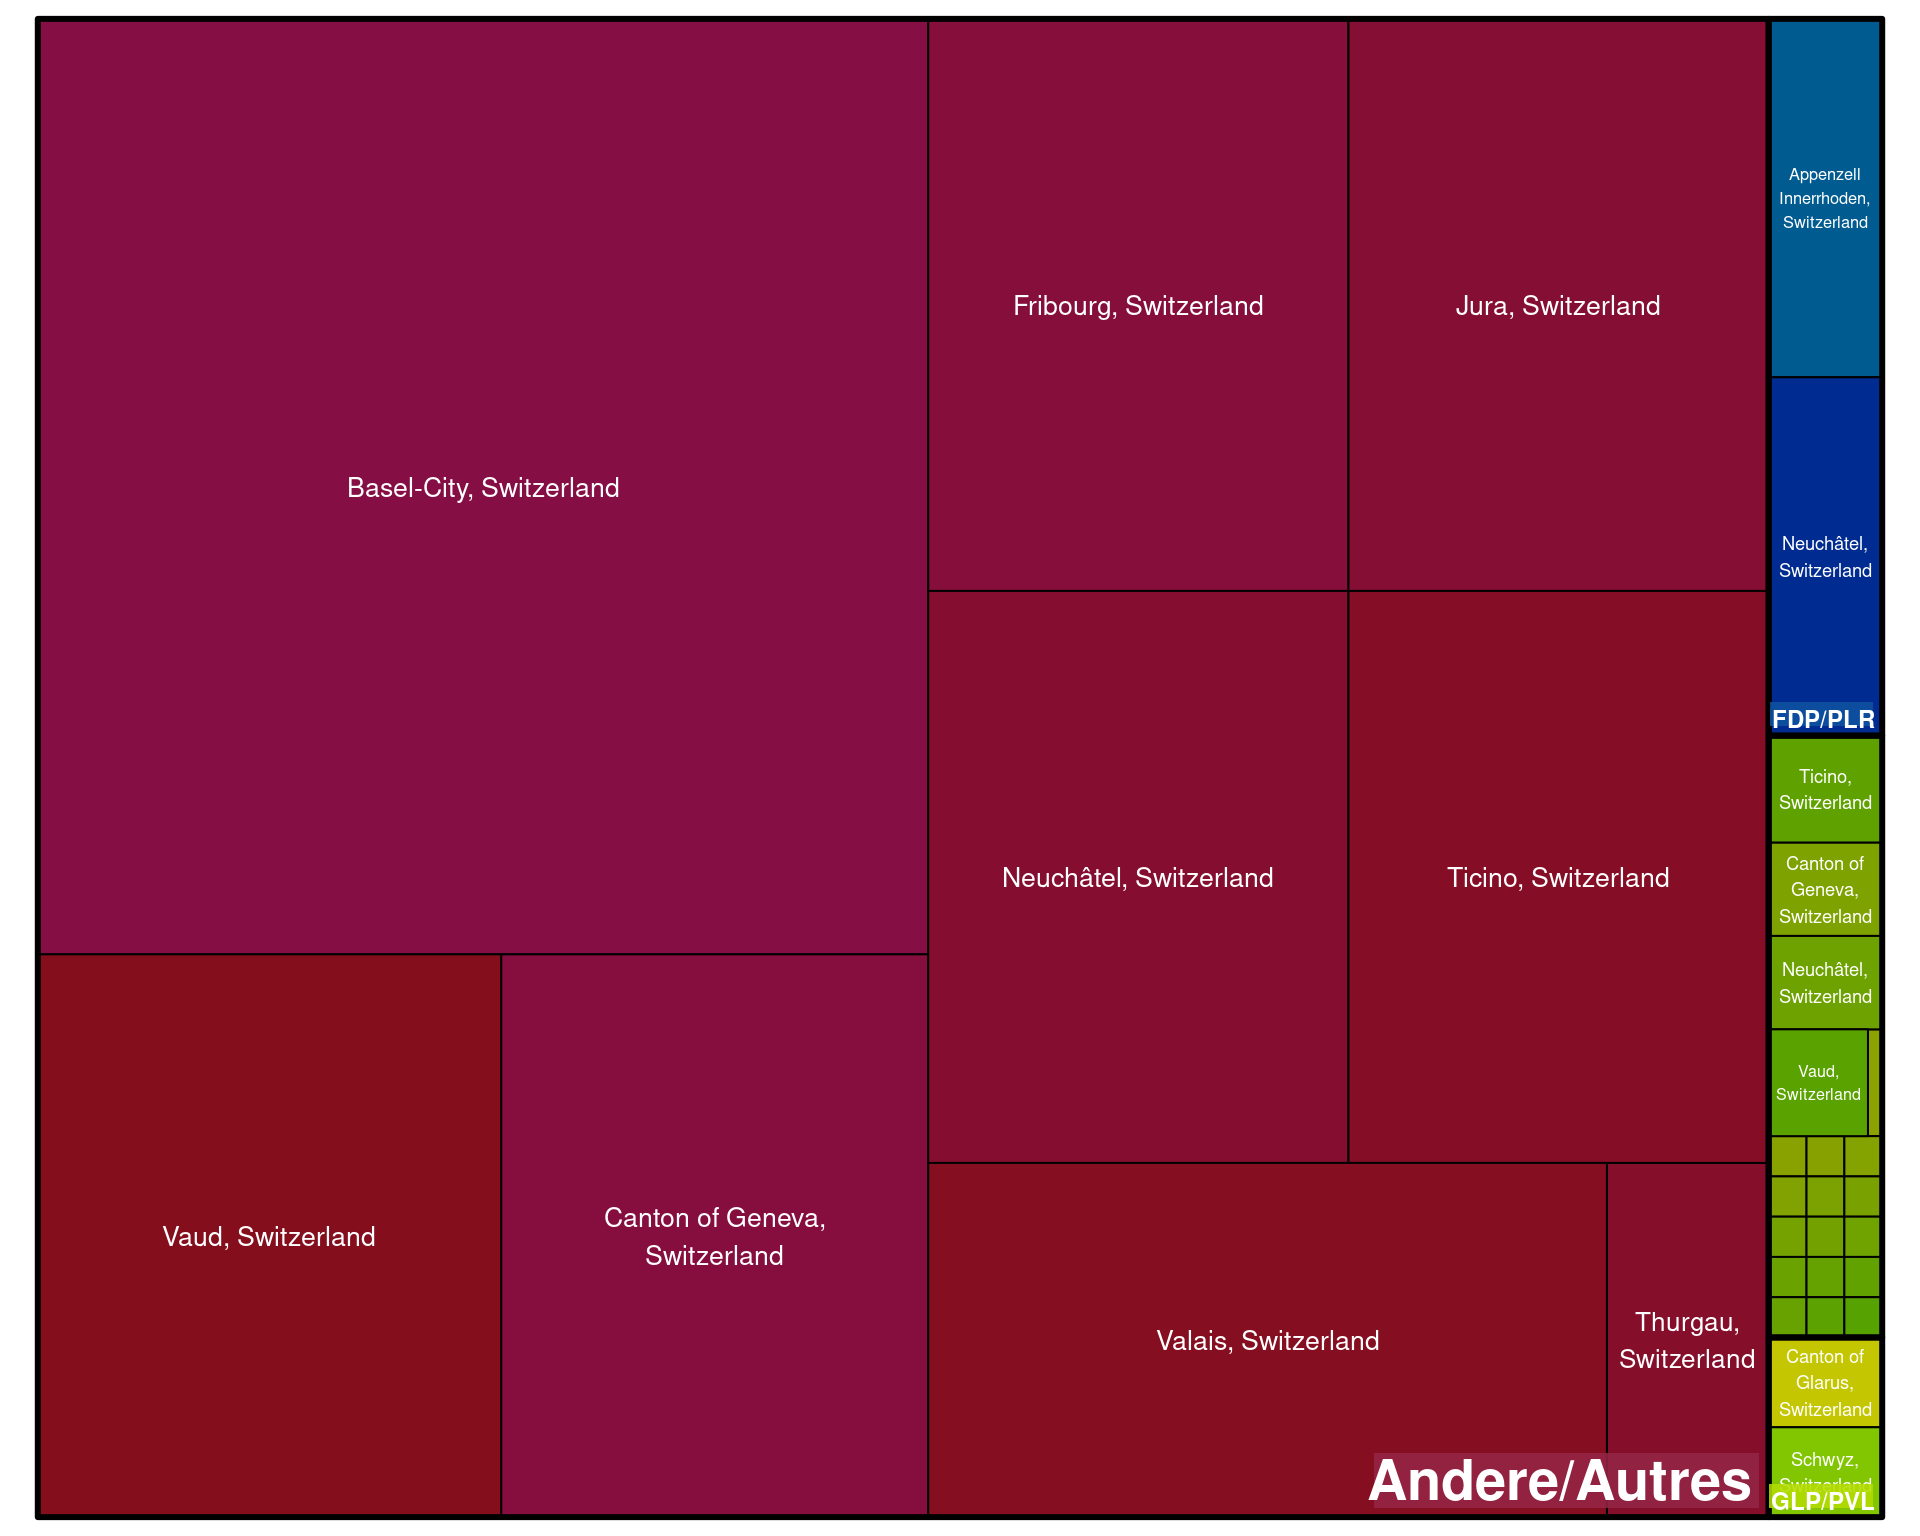 Basel-City, Switzerland
Fribourg, Switzerland
Jura, Switzerland
Neuchâtel, Switzerland
Ticino, Switzerland
Vaud, Switzerland
Canton of Geneva,
Switzerland
Valais, Switzerland
Thurgau,
Switzerland
Andere/Autres
Appenzell
Innerrhoden,
Switzerland
Neuchâtel,
Switzerland
FDP/PLR
Ticino,
Switzerland
Canton of
Geneva,
Switzerland
Neuchâtel,
Switzerland
Vaud,
Switzerland
Canton of
Glarus,
Switzerland
Schwyz,
Switzerland
GLP/PVL